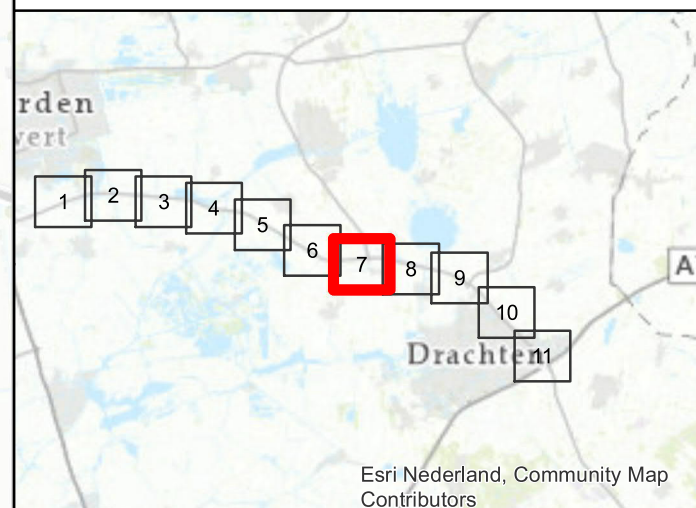 rden
vert
1
2
3
4
5
6
7
8
9
10
Drachten
11
A
Esri Nederland, Community Map
Contributors